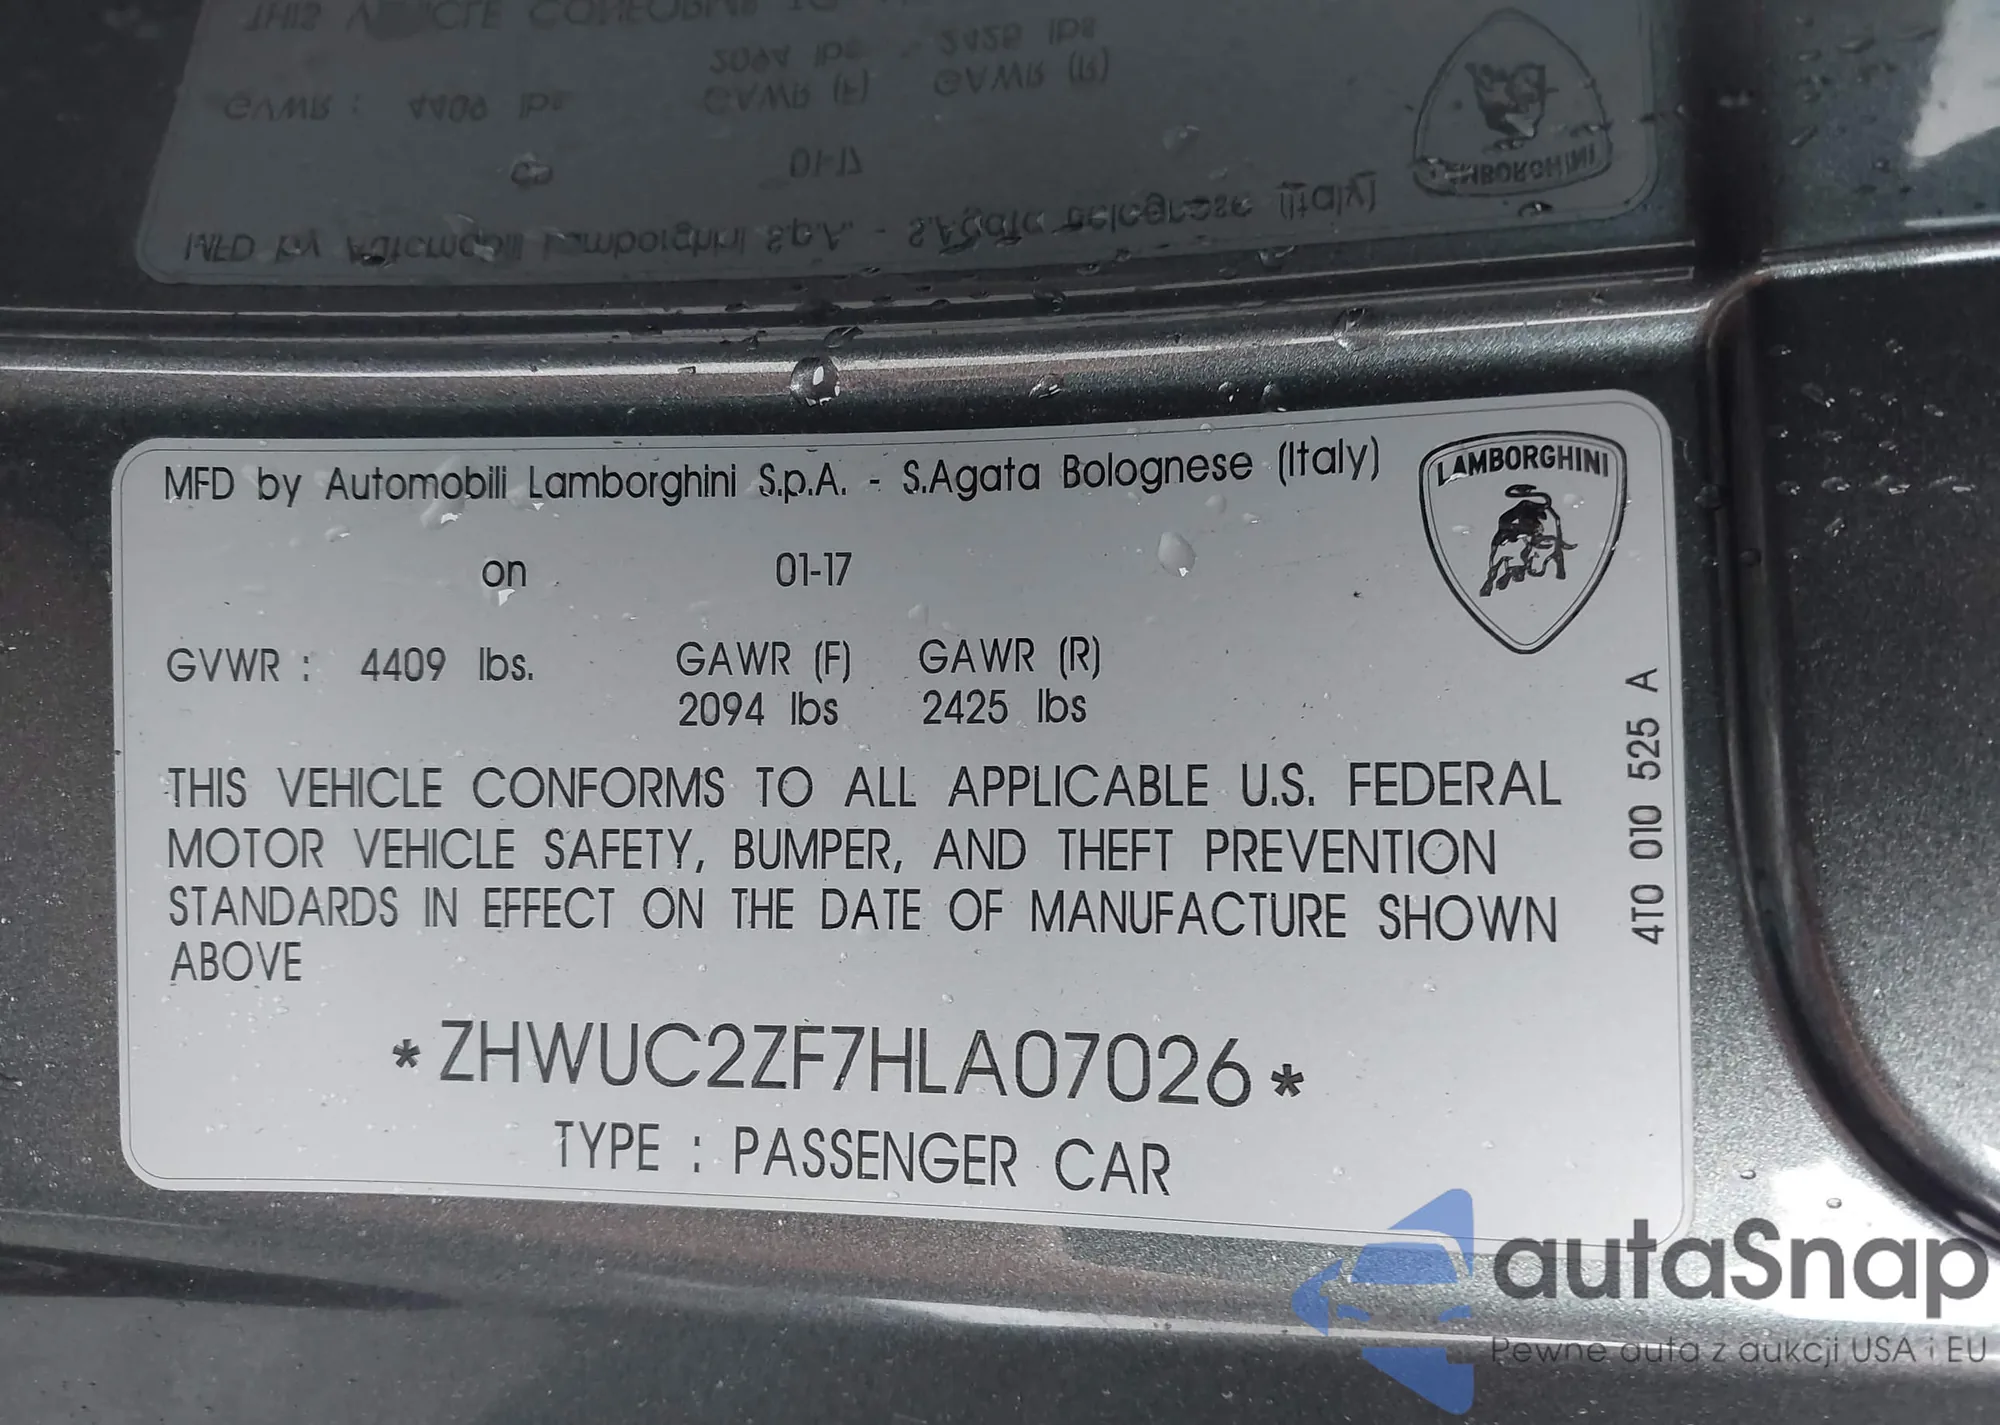 MFD by Automobili Lamborghini S.p.A. - S.Agata Bolognese (Italy)
LAMBORGHINI
on 01-17
GVWR : 4409 lbs. GAWR (F) GAWR (R)
2094 lbs 2425 lbs
THIS VEHICLE CONFORMS TO ALL APPLICABLE U.S. FEDERAL
MOTOR VEHICLE SAFETY, BUMPER, AND THEFT PREVENTION
STANDARDS IN EFFECT ON THE DATE OF MANUFACTURE SHOWN
ABOVE
*ZHWUC2ZF7HLA07026*
TYPE : PASSENGER CAR
4T0 010 525 A
autaSnap
Pewne auta z aukcji USA i EU